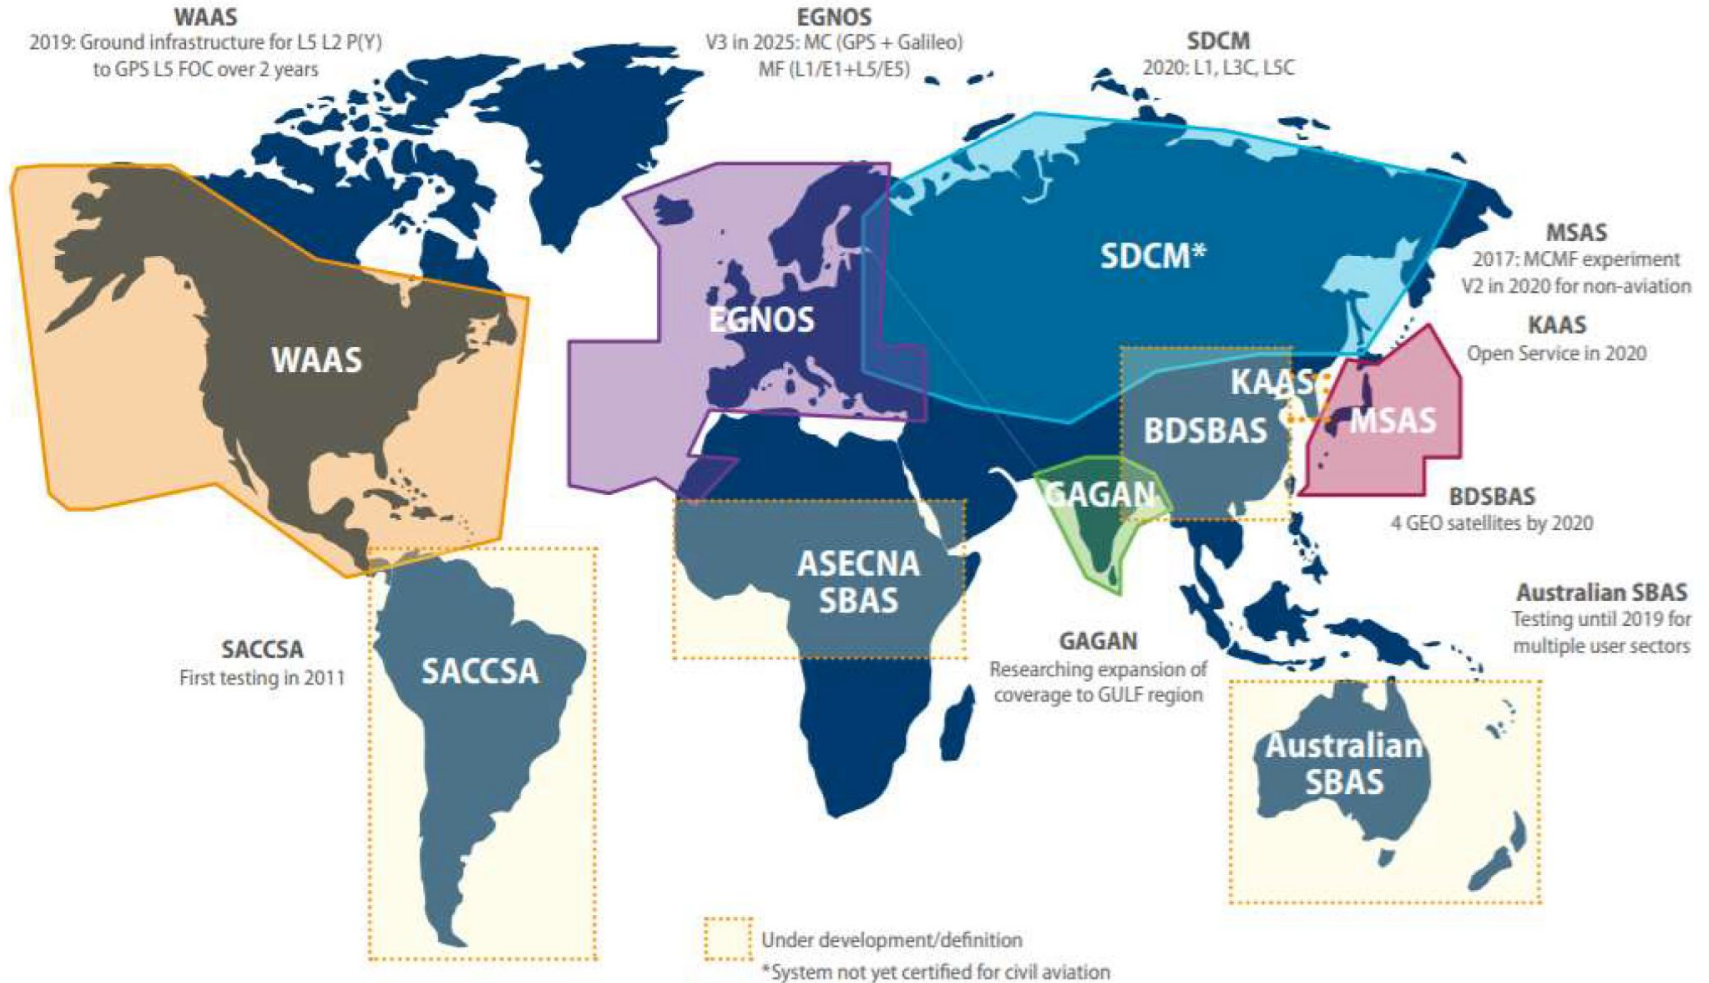 WAAS
2019: Ground infrastructure for L5 L2 P(Y)
to GPS L5 FOC over 2 years
EGNOS
V3 in 2025: MC (GPS + Galileo)
MF (L1/E1+L5/E5)
SDCM
2020: L1, L3C, L5C
MSAS
2017: MCMF experiment
V2 in 2020 for non-aviation
KAAS
Open Service in 2020
BDSBAS
4 GEO satellites by 2020
Australian SBAS
Testing until 2019 for
multiple user sectors
GAGAN
Researching expansion of
coverage to GULF region
SACCSA
First testing in 2011
WAAS
EGNOS
SDCM*
KAAS
BDSBAS
MSAS
GAGAN
ASECNA
SBAS
SACCSA
Australian
SBAS
Under development/definition
*System not yet certified for civil aviation